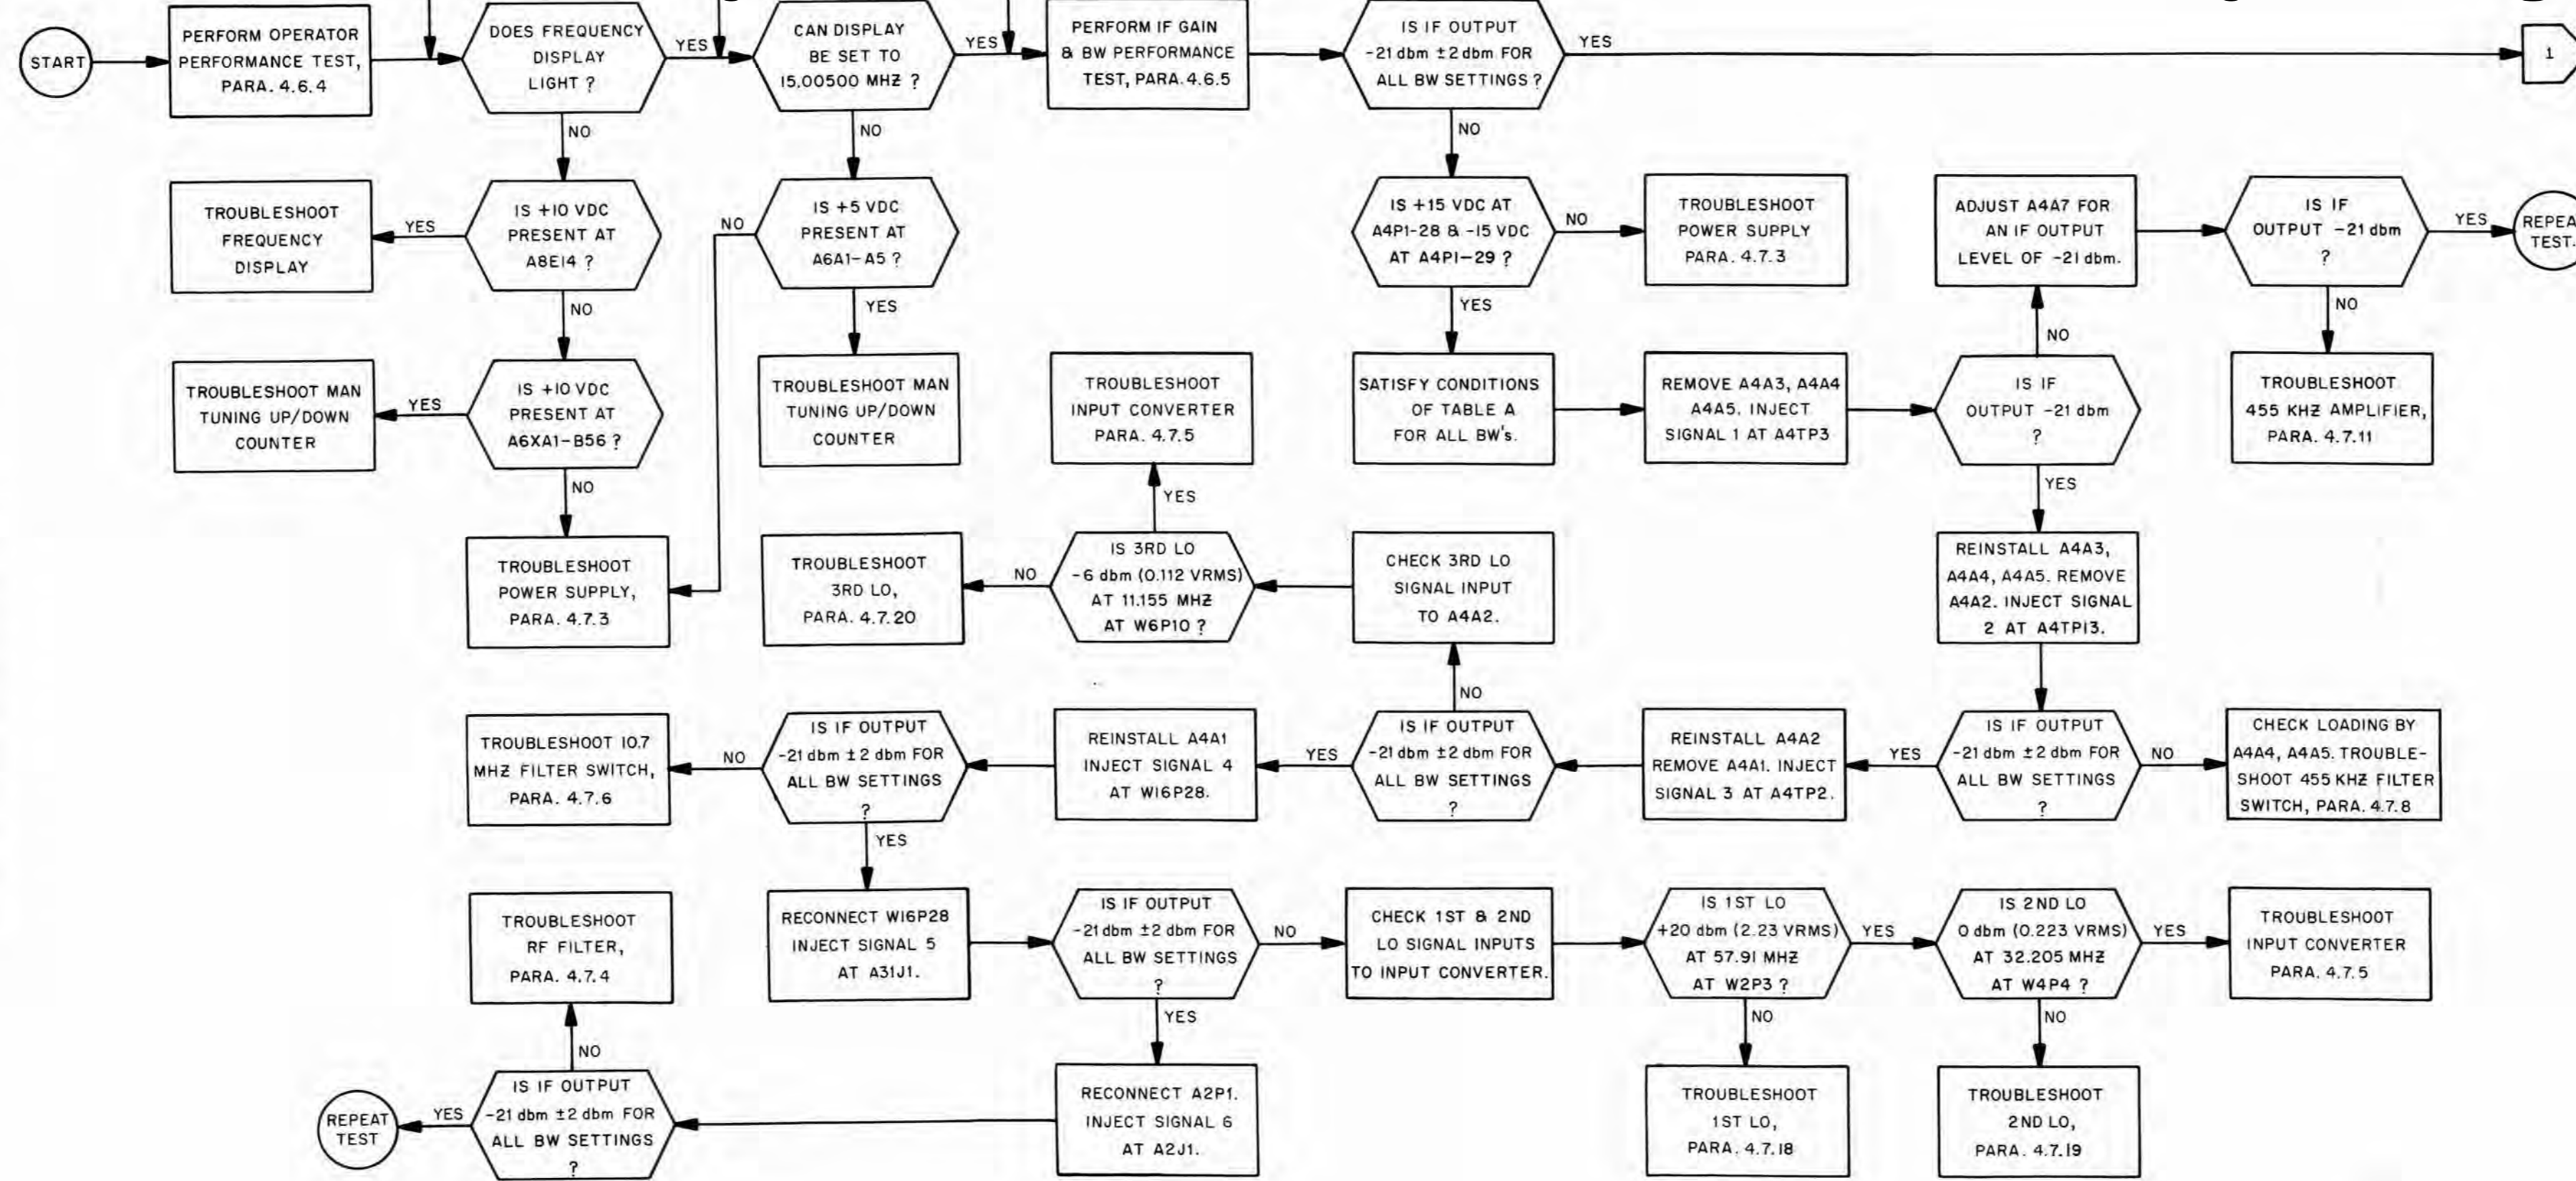 START
PERFORM OPERATOR
PERFORMANCE TEST,
PARA. 4.6.4
DOES FREQUENCY
DISPLAY
LIGHT ?
YES
CAN DISPLAY
BE SET TO
15.00500 MHZ ?
YES
PERFORM IF GAIN
& BW PERFORMANCE
TEST, PARA. 4.6.5
IS IF OUTPUT
-21 dbm ±2 dbm FOR
ALL BW SETTINGS ?
YES
1
NO
NO
NO
TROUBLESHOOT
FREQUENCY
DISPLAY
YES
IS +10 VDC
PRESENT AT
A8E14 ?
NO
IS +5 VDC
PRESENT AT
A6A1-A5 ?
IS +15 VDC AT
A4P1-28 & -15 VDC
AT A4P1-29 ?
NO
TROUBLESHOOT
POWER SUPPLY
PARA. 4.7.3
ADJUST A4A7 FOR
AN IF OUTPUT
LEVEL OF -21 dbm.
IS IF
OUTPUT -21 dbm
?
YES
REPEA
TEST.
NO
YES
YES
NO
NO
TROUBLESHOOT MAN
TUNING UP/DOWN
COUNTER
YES
IS +10 VDC
PRESENT AT
A6XA1-B56 ?
TROUBLESHOOT MAN
TUNING UP/DOWN
COUNTER
TROUBLESHOOT
INPUT CONVERTER
PARA. 4.7.5
SATISFY CONDITIONS
OF TABLE A
FOR ALL BW's.
REMOVE A4A3, A4A4
A4A5. INJECT
SIGNAL 1 AT A4TP3
IS IF
OUTPUT -21 dbm
?
TROUBLESHOOT
455 KHZ AMPLIFIER,
PARA. 4.7.11
NO
YES
YES
TROUBLESHOOT
POWER SUPPLY,
PARA. 4.7.3
TROUBLESHOOT
3RD LO,
PARA. 4.7.20
NO
IS 3RD LO
-6 dbm (0.112 VRMS)
AT 11.155 MHZ
AT W6P10 ?
CHECK 3RD LO
SIGNAL INPUT
TO A4A2.
REINSTALL A4A3,
A4A4, A4A5. REMOVE
A4A2. INJECT SIGNAL
2 AT A4TP13.
NO
TROUBLESHOOT 10.7
MHZ FILTER SWITCH,
PARA. 4.7.6
NO
IS IF OUTPUT
-21 dbm ±2 dbm FOR
ALL BW SETTINGS
?
REINSTALL A4A1
INJECT SIGNAL 4
AT W16P28.
YES
IS IF OUTPUT
-21 dbm ±2 dbm FOR
ALL BW SETTINGS
?
REINSTALL A4A2
REMOVE A4A1. INJECT
SIGNAL 3 AT A4TP2.
YES
IS IF OUTPUT
-21 dbm ±2 dbm FOR
ALL BW SETTINGS
?
NO
CHECK LOADING BY
A4A4, A4A5. TROUBLE-
SHOOT 455 KHZ FILTER
SWITCH, PARA. 4.7.8
YES
TROUBLESHOOT
RF FILTER,
PARA. 4.7.4
RECONNECT W16P28
INJECT SIGNAL 5
AT A31J1.
IS IF OUTPUT
-21 dbm ±2 dbm FOR
ALL BW SETTINGS
?
NO
CHECK 1ST & 2ND
LO SIGNAL INPUTS
TO INPUT CONVERTER.
IS 1ST LO
+20 dbm (2.23 VRMS)
AT 57.91 MHZ
AT W2P3 ?
YES
IS 2ND LO
0 dbm (0.223 VRMS)
AT 32.205 MHZ
AT W4P4 ?
YES
TROUBLESHOOT
INPUT CONVERTER
PARA. 4.7.5
NO
YES
NO
NO
REPEAT
TEST
YES
IS IF OUTPUT
-21 dbm ±2 dbm FOR
ALL BW SETTINGS
?
RECONNECT A2P1.
INJECT SIGNAL 6
AT A2J1.
TROUBLESHOOT
1ST LO,
PARA. 4.7.18
TROUBLESHOOT
2ND LO,
PARA. 4.7.19